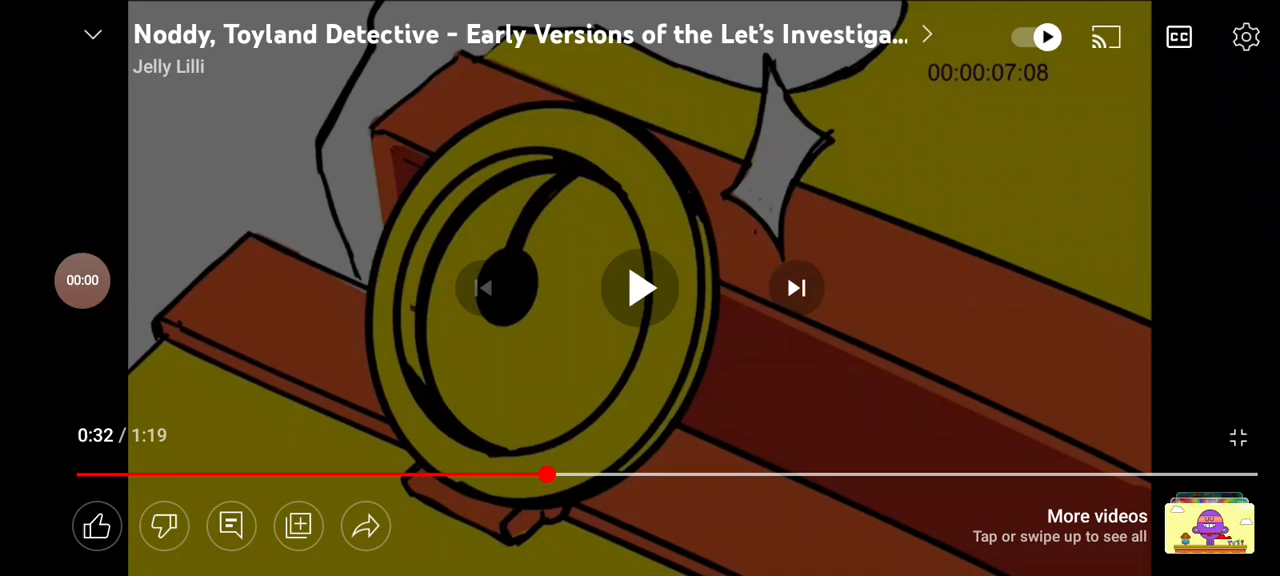 Noddy, Toyland Detective - Early Versions of the Let's Investiga...
Jelly Lilli
CC
00:00:07:08
00:00
0:32 / 1:19
More videos
Tap or swipe up to see all